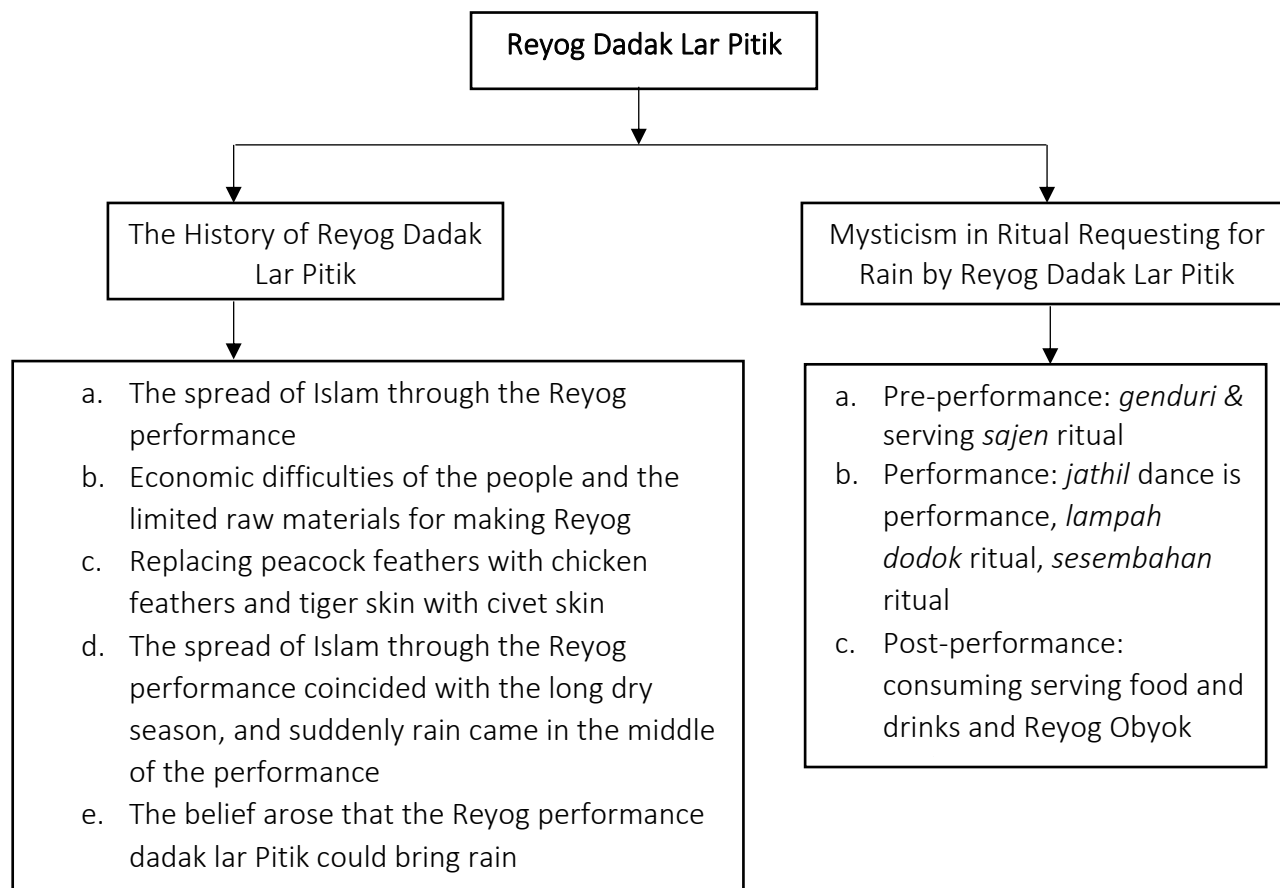 Reyog Dadak Lar Pitik
The History of Reyog Dadak
Lar Pitik
Mysticism in Ritual Requesting for
Rain by Reyog Dadak Lar Pitik
a. The spread of Islam through the Reyog
performance
b. Economic difficulties of the people and the
limited raw materials for making Reyog
c. Replacing peacock feathers with chicken
feathers and tiger skin with civet skin
d. The spread of Islam through the Reyog
performance coincided with the long dry
season, and suddenly rain came in the middle
of the performance
e. The belief arose that the Reyog performance
dadak lar Pitik could bring rain
a. Pre-performance: genduri &
serving sajen ritual
b. Performance: jathil dance is
performance, lampah
dodok ritual, sesembahan
ritual
c. Post-performance:
consuming serving food and
drinks and Reyog Obyok